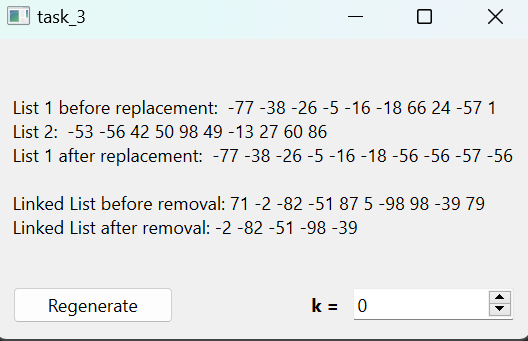 task_3
List 1 before replacement: -77 -38 -26 -5 -16 -18 66 24 -57 1
List 2: -53 -56 42 50 98 49 -13 27 60 86
List 1 after replacement: -77 -38 -26 -5 -16 -18 -56 -56 -57 -56
Linked List before removal: 71 -2 -82 -51 87 5 -98 98 -39 79
Linked List after removal: -2 -82 -51 -98 -39
Regenerate k = 0